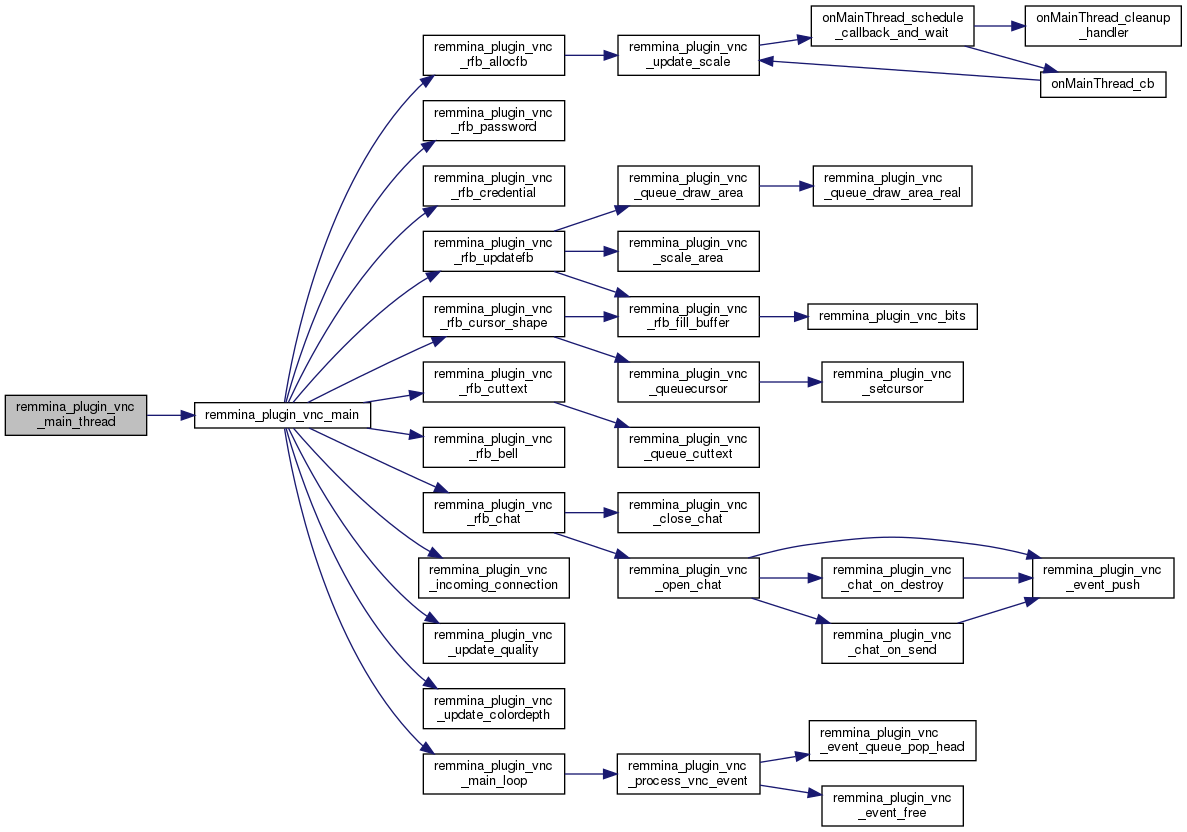 remmina_plugin_vnc
_main_thread
remmina_plugin_vnc_main
remmina_plugin_vnc
_rfb_allocfb
remmina_plugin_vnc
_update_scale
onMainThread_schedule
_callback_and_wait
onMainThread_cleanup
_handler
onMainThread_cb
remmina_plugin_vnc
_rfb_password
remmina_plugin_vnc
_rfb_credential
remmina_plugin_vnc
_rfb_updatefb
remmina_plugin_vnc
_queue_draw_area
remmina_plugin_vnc
_queue_draw_area_real
remmina_plugin_vnc
_scale_area
remmina_plugin_vnc
_rfb_fill_buffer
remmina_plugin_vnc_bits
remmina_plugin_vnc
_rfb_cursor_shape
remmina_plugin_vnc
_queuecursor
remmina_plugin_vnc
_setcursor
remmina_plugin_vnc
_rfb_cuttext
remmina_plugin_vnc
_queue_cuttext
remmina_plugin_vnc
_rfb_bell
remmina_plugin_vnc
_rfb_chat
remmina_plugin_vnc
_close_chat
remmina_plugin_vnc
_open_chat
remmina_plugin_vnc
_chat_on_destroy
remmina_plugin_vnc
_event_push
remmina_plugin_vnc
_chat_on_send
remmina_plugin_vnc
_incoming_connection
remmina_plugin_vnc
_update_quality
remmina_plugin_vnc
_update_colordepth
remmina_plugin_vnc
_main_loop
remmina_plugin_vnc
_process_vnc_event
remmina_plugin_vnc
_event_queue_pop_head
remmina_plugin_vnc
_event_free